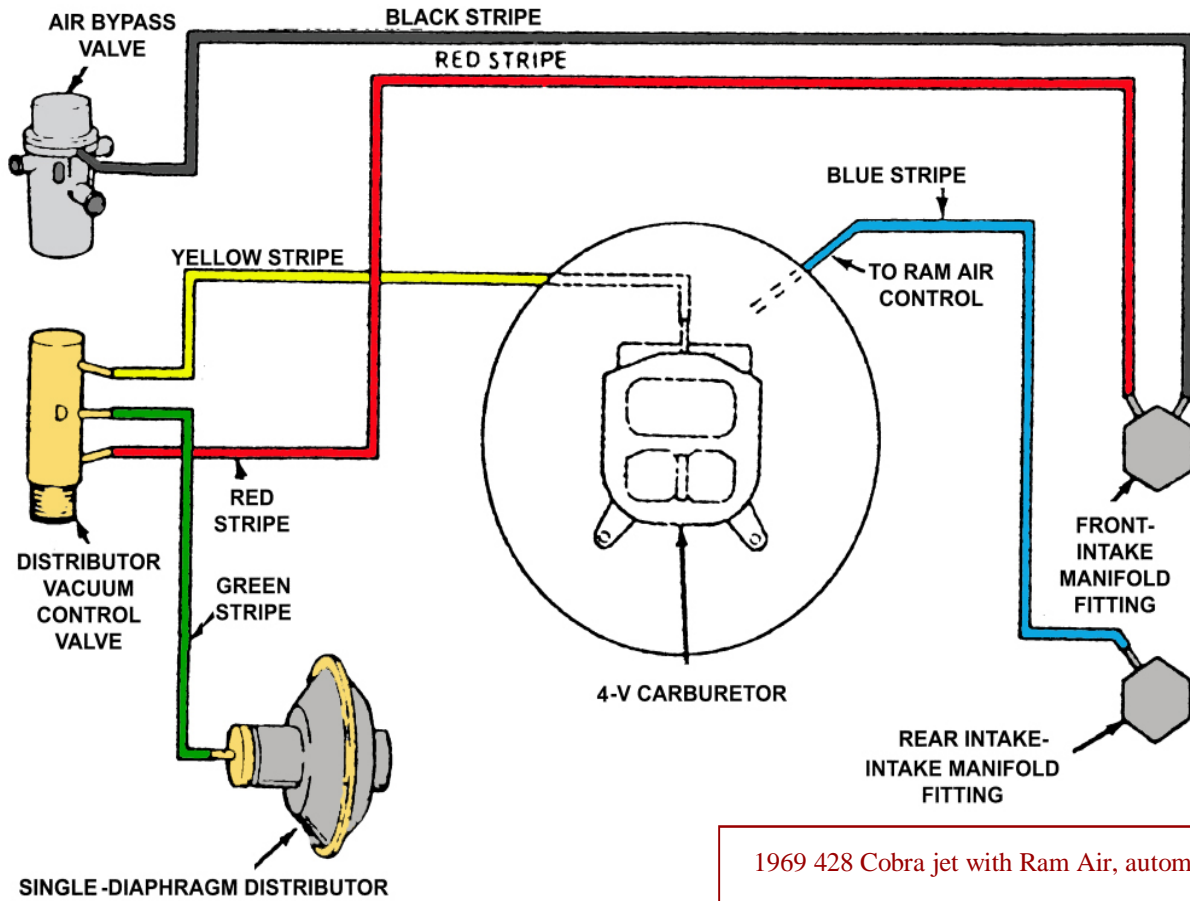 AIR BYPASS
VALVE
BLACK STRIPE
RED STRIPE
BLUE STRIPE
YELLOW STRIPE
TO RAM AIR
CONTROL
RED
STRIPE
DISTRIBUTOR
VACUUM
CONTROL
VALVE
GREEN
STRIPE
FRONT-
INTAKE
MANIFOLD
FITTING
4-V CARBURETOR
REAR INTAKE-
INTAKE MANIFOLD
FITTING
SINGLE-DIAPHRAGM DISTRIBUTOR
1969 428 Cobra jet with Ram Air, autom